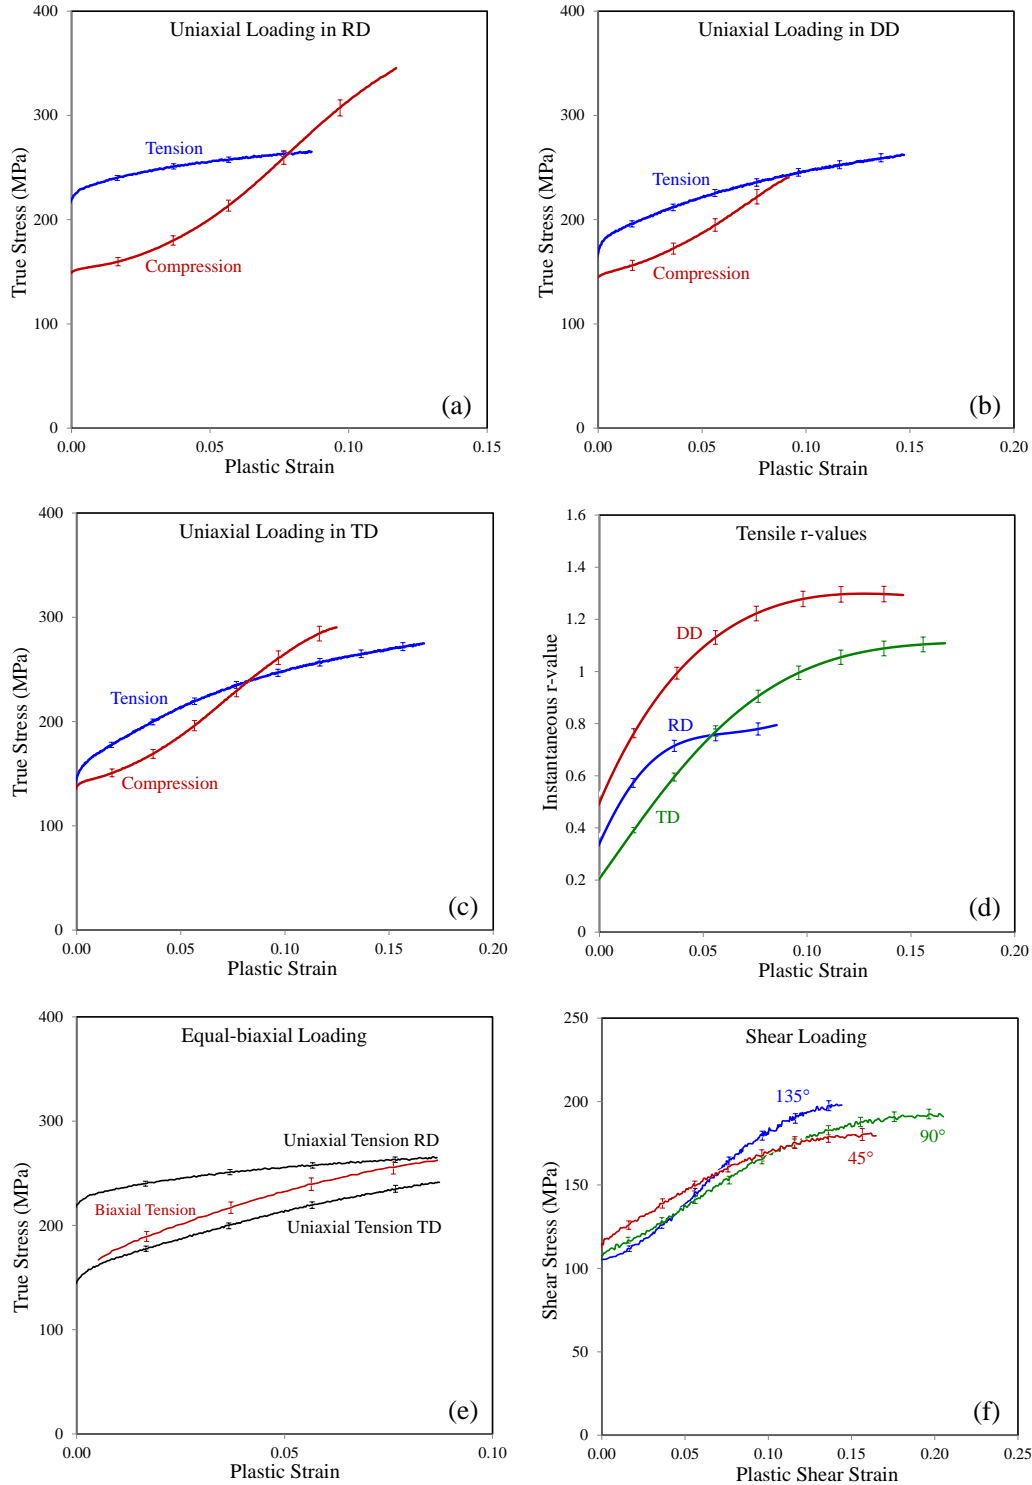 Uniaxial Loading in RD
400
300
200
100
0
True Stress (MPa)
Tension
Compression
(a)
0.00 0.05 0.10 0.15
Plastic Strain
Uniaxial Loading in DD
400
300
200
100
0
True Stress (MPa)
Tension
Compression
(b)
0.00 0.05 0.10 0.15 0.20
Plastic Strain
Uniaxial Loading in TD
400
300
200
100
0
True Stress (MPa)
Tension
Compression
(c)
0.00 0.05 0.10 0.15 0.20
Plastic Strain
Tensile r-values
1.6
1.4
1.2
1
0.8
0.6
0.4
0.2
0
Instantaneous r-value
DD
RD
TD
(d)
0.00 0.05 0.10 0.15 0.20
Plastic Strain
Equal-biaxial Loading
400
300
200
100
0
True Stress (MPa)
Uniaxial Tension RD
Biaxial Tension
Uniaxial Tension TD
(e)
0.00 0.05 0.10
Plastic Strain
Shear Loading
250
200
150
100
50
0
Shear Stress (MPa)
135°
90°
45°
(f)
0.00 0.05 0.10 0.15 0.20 0.25
Plastic Shear Strain